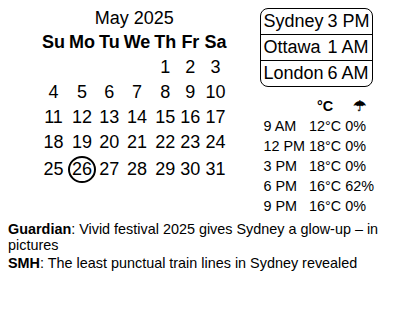 May 2025
Su Mo Tu We Th Fr Sa
1 2 3
4 5 6 7 8 9 10
11 12 13 14 15 16 17
18 19 20 21 22 23 24
25 26 27 28 29 30 31
Sydney 3 PM
Ottawa 1 AM
London 6 AM
°C ☂
9 AM 12°C 0%
12 PM 18°C 0%
3 PM 18°C 0%
6 PM 16°C 62%
9 PM 16°C 0%
Guardian: Vivid festival 2025 gives Sydney a glow-up – in
pictures
SMH: The least punctual train lines in Sydney revealed